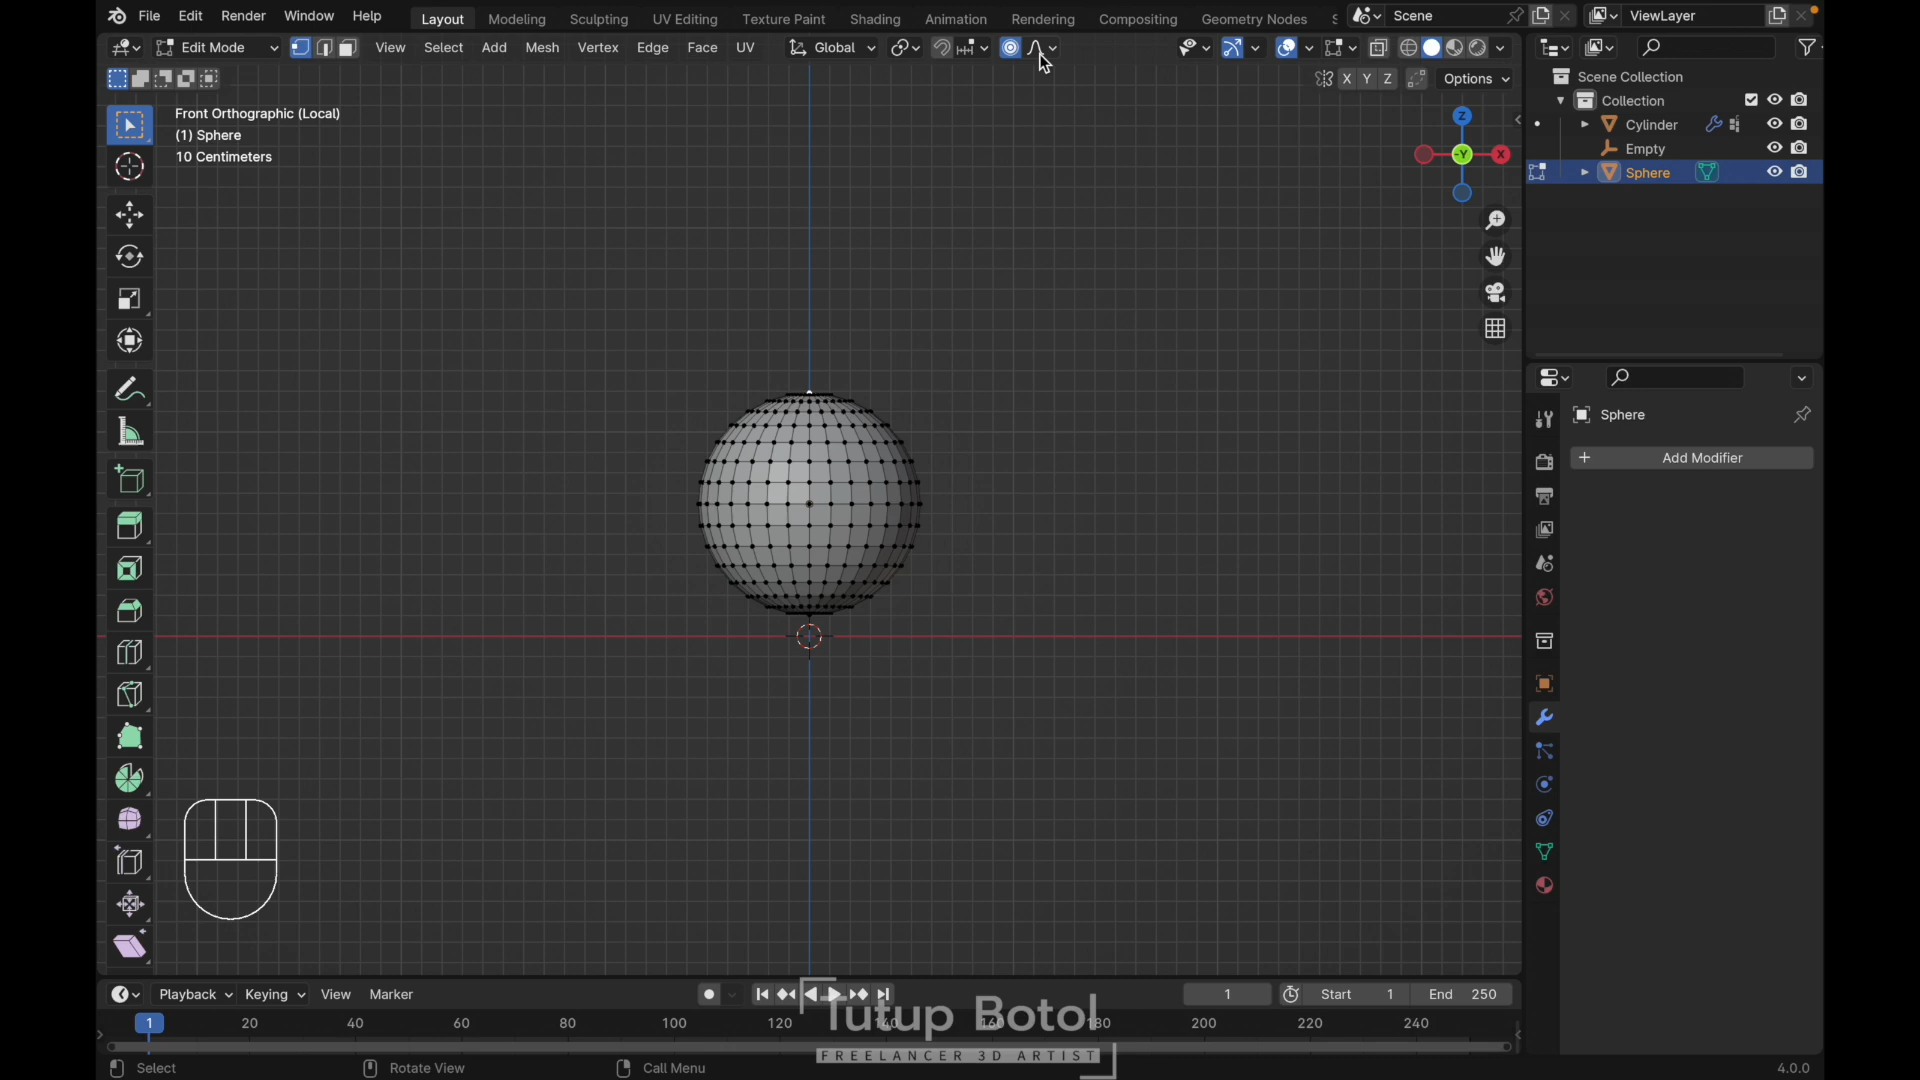 File Edit Render Window Help Layout Modeling Sculpting UV Editing Texture Paint Shading Animation Rendering Compositing Geometry Nodes Scene ViewLayer
Edit Mode View Select Add Mesh Vertex Edge Face UV Global
X Y Z Options
Front Orthographic (Local)
(1) Sphere
10 Centimeters
Z
-Y
X
Scene Collection
Collection
Cylinder
Empty
Sphere
Sphere
+ Add Modifier
Playback Keying View Marker 1 Start 1 End 250
1 20 40 60 80 100 120 140 160 180 200 220 240
Tutup Botol
FREELANCER 3D ARTIST
Select Rotate View Call Menu 4.0.0